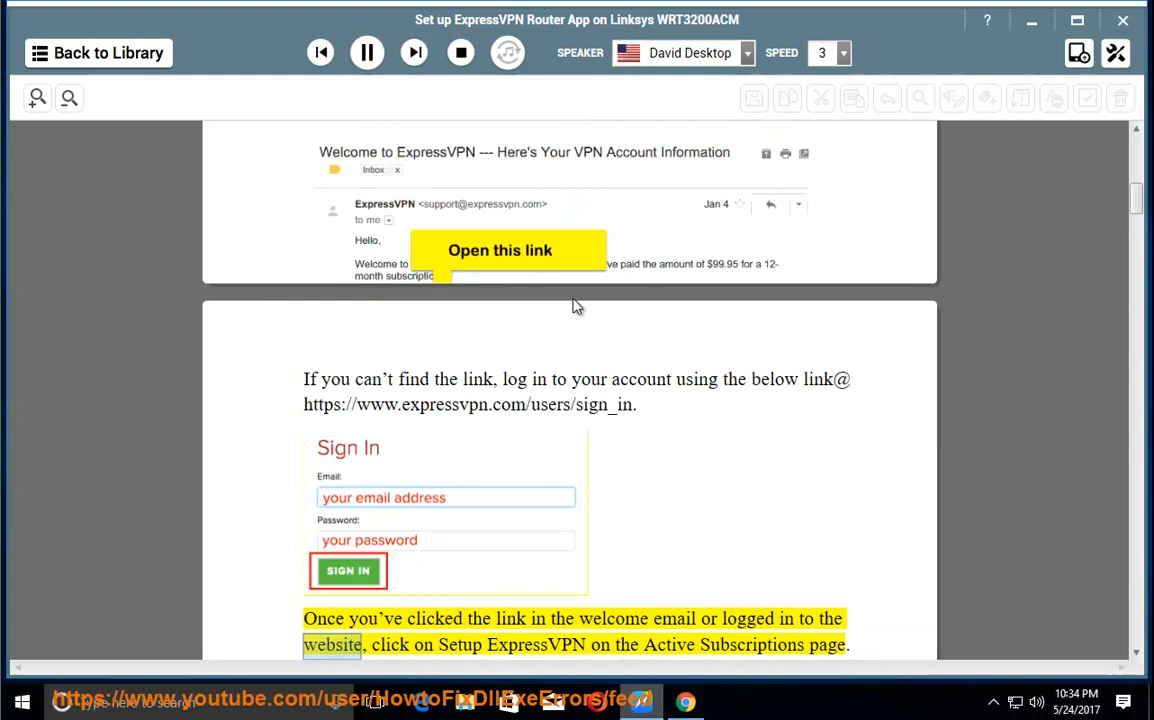 Set up ExpressVPN Router App on Linksys WRT3200ACM
Back to Library
SPEAKER
David Desktop
SPEED
3
Welcome to ExpressVPN --- Here's Your VPN Account Information
Inbox x
ExpressVPN <support@expressvpn.com>
Jan 4
to me
Hello,
Open this link
Welcome to
've paid the amount of $99.95 for a 12-
month subscriptio
If you can’t find the link, log in to your account using the below link@
https://www.expressvpn.com/users/sign_in.
Sign In
Email:
your email address
Password:
your password
SIGN IN
Once you’ve clicked the link in the welcome email or logged in to the
website, click on Setup ExpressVPN on the Active Subscriptions page.
https://www.youtube.com/user/HowtoFixDllExeErrors/feed
Type here to search
10:34 PM
5/24/2017